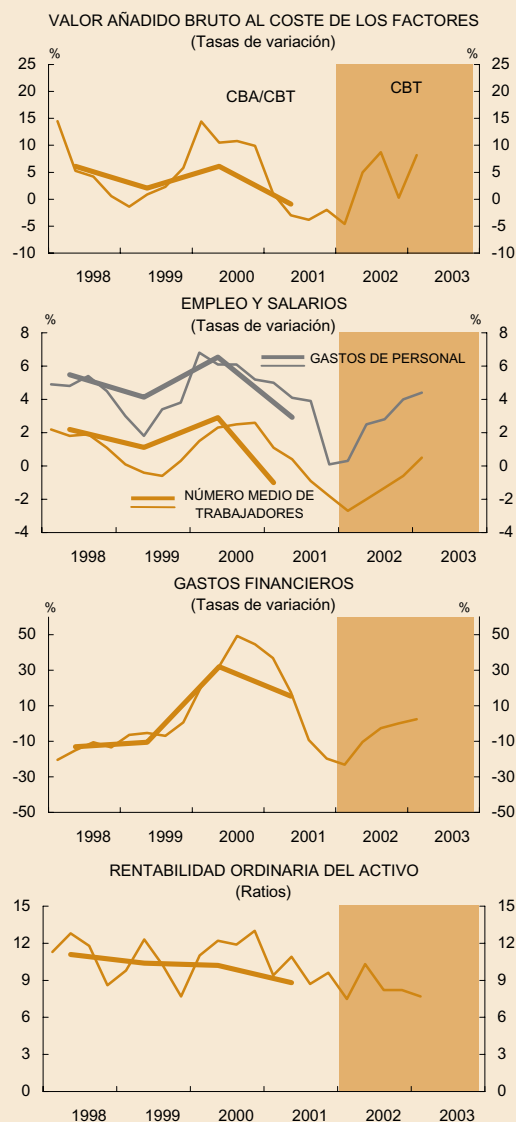 VALOR AÑADIDO BRUTO AL COSTE DE LOS FACTORES
(Tasas de variación)
% %
25 25
20 CBA/CBT CBT 20
15 15
10 10
5 5
0 0
-5 -5
-10 -10
1998 1999 2000 2001 2002 2003
EMPLEO Y SALARIOS
(Tasas de variación)
% %
8 8
GASTOS DE PERSONAL
6 6
4 4
2 2
0 0
NÚMERO MEDIO DE
TRABAJADORES
-2 -2
-4 -4
1998 1999 2000 2001 2002 2003
GASTOS FINANCIEROS
(Tasas de variación)
% %
50 50
30 30
10 10
-10 -10
-30 -30
-50 -50
1998 1999 2000 2001 2002 2003
RENTABILIDAD ORDINARIA DEL ACTIVO
(Ratios)
15 15
12 12
9 9
6 6
3 3
0 0
1998 1999 2000 2001 2002 2003